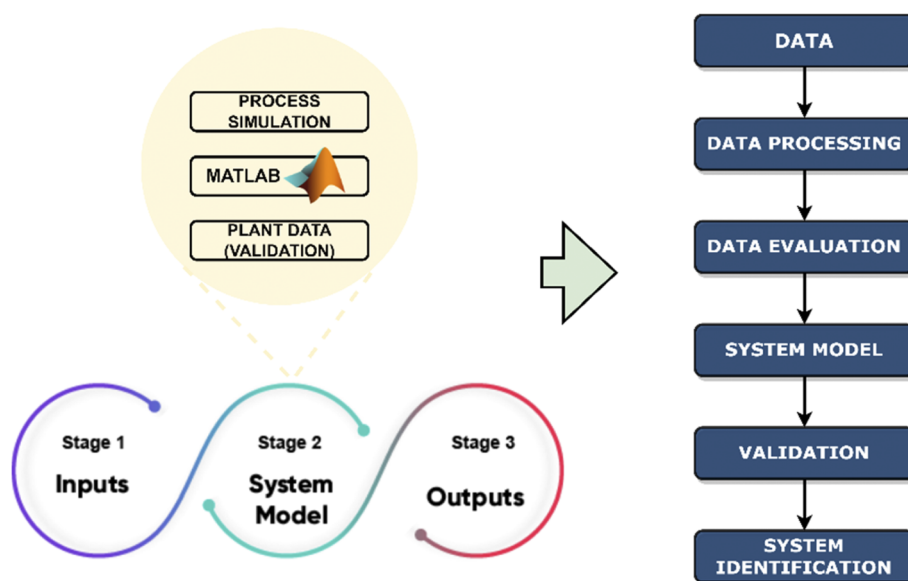 PROCESS
SIMULATION
MATLAB
PLANT DATA
(VALIDATION)
Stage 1
Inputs
Stage 2
System
Model
Stage 3
Outputs
DATA
DATA PROCESSING
DATA EVALUATION
SYSTEM MODEL
VALIDATION
SYSTEM
IDENTIFICATION